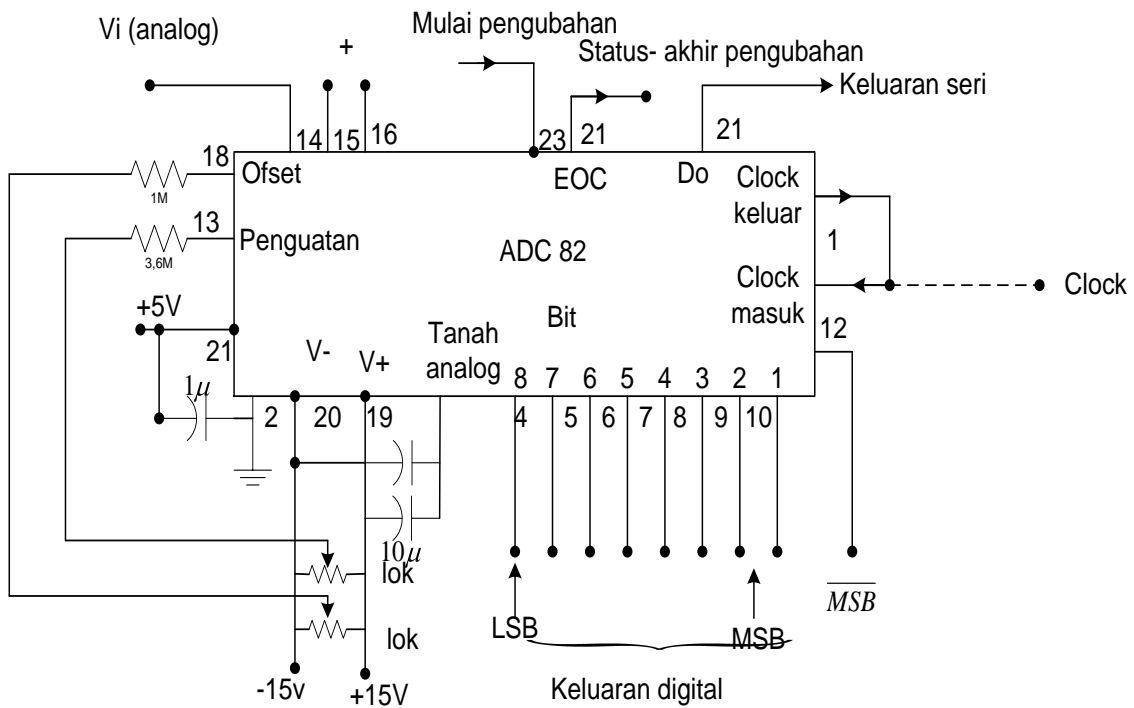 Mulai pengubahan
Vi (analog)
+
Status- akhir pengubahan
Keluaran seri
14
15
16
23
21
21
18
Ofset
1M
EOC
Do
Clock
keluar
13
Penguatan
3,6M
ADC 82
1
Clock
masuk
Clock
+5V
Bit
12
21
V-
V+
Tanah
analog
8 7 6 5 4 3 2 1
1μ
2
20
19
4 5 6 7 8 9 10
10μ
lok
lok
-15v
+15V
LSB
MSB
MSB
Keluaran digital